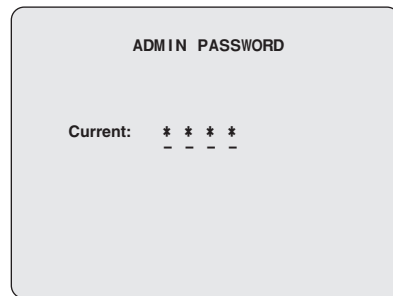 ADMIN PASSWORD
Current: * * * *
_ _ _ _